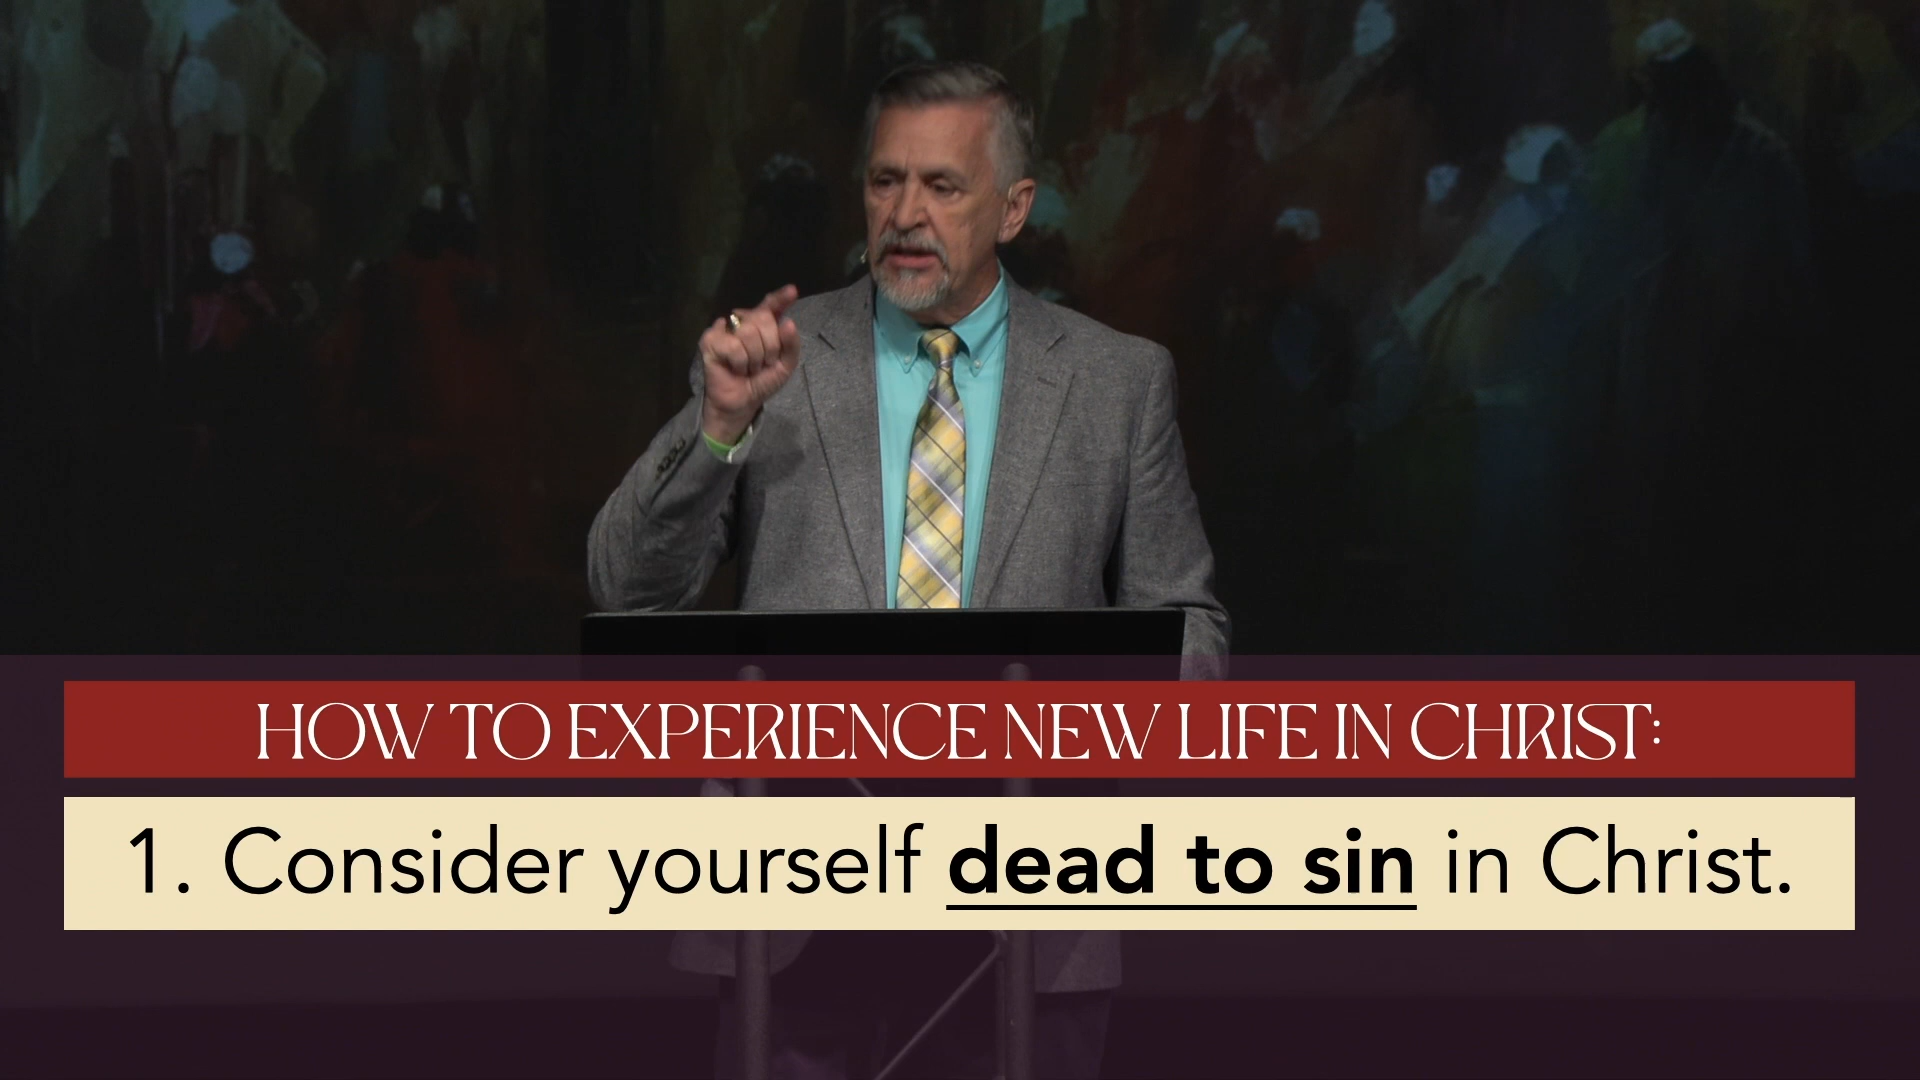 HOW TO EXPERIENCE NEW LIFE IN CHRIST:
1. Consider yourself dead to sin in Christ.